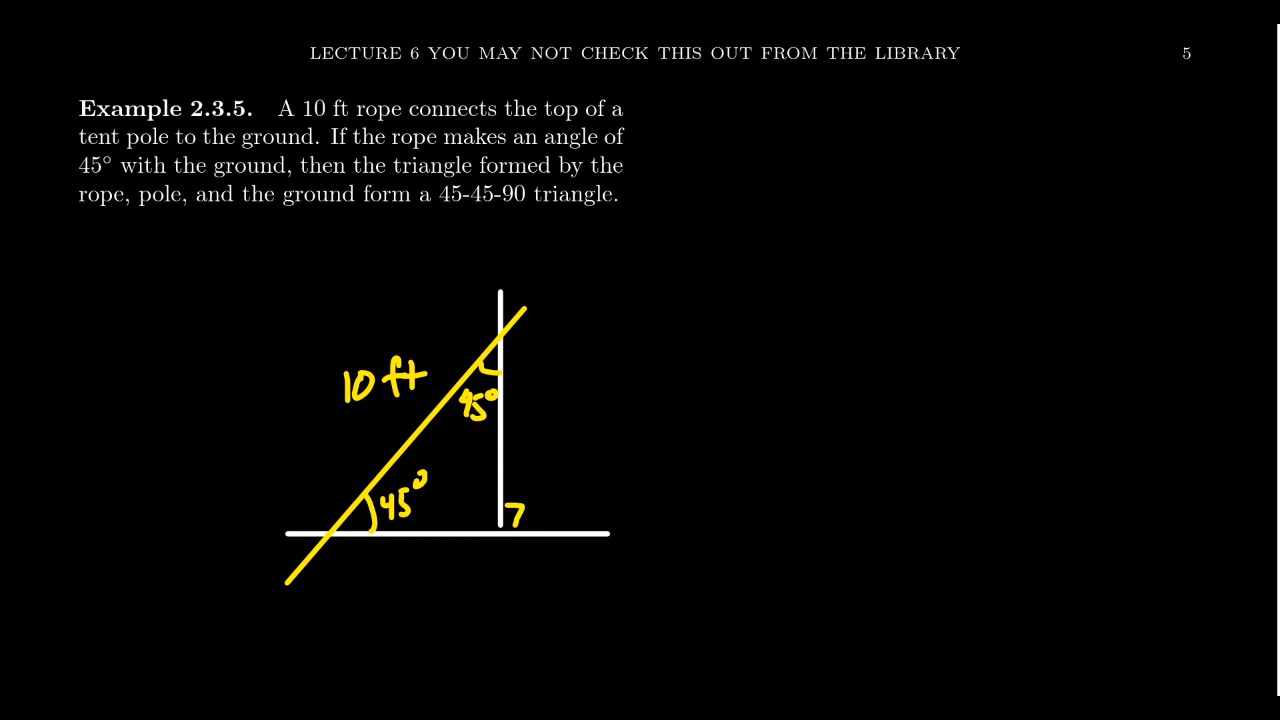 LECTURE 6 YOU MAY NOT CHECK THIS OUT FROM THE LIBRARY 5
Example 2.3.5. A 10 ft rope connects the top of a
tent pole to the ground. If the rope makes an angle of
45° with the ground, then the triangle formed by the
rope, pole, and the ground form a 45-45-90 triangle.
10 ft
45°
45°